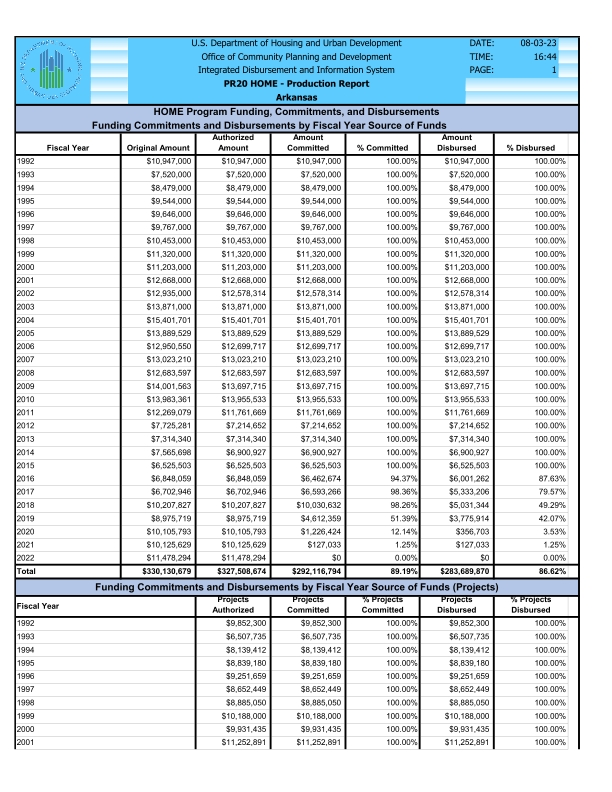 U.S. Department of Housing and Urban Development DATE: 08-03-23
Office of Community Planning and Development TIME: 16:44
Integrated Disbursement and Information System PAGE: 1
PR20 HOME - Production Report
Arkansas
HOME Program Funding, Commitments, and Disbursements
Funding Commitments and Disbursements by Fiscal Year Source of Funds
Fiscal Year Original Amount Authorized Amount Amount Committed % Committed Amount Disbursed % Disbursed
1992 $10,947,000 $10,947,000 $10,947,000 100.00% $10,947,000 100.00%
1993 $7,520,000 $7,520,000 $7,520,000 100.00% $7,520,000 100.00%
1994 $8,479,000 $8,479,000 $8,479,000 100.00% $8,479,000 100.00%
1995 $9,544,000 $9,544,000 $9,544,000 100.00% $9,544,000 100.00%
1996 $9,646,000 $9,646,000 $9,646,000 100.00% $9,646,000 100.00%
1997 $9,767,000 $9,767,000 $9,767,000 100.00% $9,767,000 100.00%
1998 $10,453,000 $10,453,000 $10,453,000 100.00% $10,453,000 100.00%
1999 $11,320,000 $11,320,000 $11,320,000 100.00% $11,320,000 100.00%
2000 $11,203,000 $11,203,000 $11,203,000 100.00% $11,203,000 100.00%
2001 $12,668,000 $12,668,000 $12,668,000 100.00% $12,668,000 100.00%
2002 $12,935,000 $12,578,314 $12,578,314 100.00% $12,578,314 100.00%
2003 $13,871,000 $13,871,000 $13,871,000 100.00% $13,871,000 100.00%
2004 $15,401,701 $15,401,701 $15,401,701 100.00% $15,401,701 100.00%
2005 $13,889,529 $13,889,529 $13,889,529 100.00% $13,889,529 100.00%
2006 $12,950,550 $12,699,717 $12,699,717 100.00% $12,699,717 100.00%
2007 $13,023,210 $13,023,210 $13,023,210 100.00% $13,023,210 100.00%
2008 $12,683,597 $12,683,597 $12,683,597 100.00% $12,683,597 100.00%
2009 $14,001,563 $13,697,715 $13,697,715 100.00% $13,697,715 100.00%
2010 $13,983,361 $13,955,533 $13,955,533 100.00% $13,955,533 100.00%
2011 $12,269,079 $11,761,669 $11,761,669 100.00% $11,761,669 100.00%
2012 $7,725,281 $7,214,652 $7,214,652 100.00% $7,214,652 100.00%
2013 $7,314,340 $7,314,340 $7,314,340 100.00% $7,314,340 100.00%
2014 $7,565,698 $6,900,927 $6,900,927 100.00% $6,900,927 100.00%
2015 $6,525,503 $6,525,503 $6,525,503 100.00% $6,525,503 100.00%
2016 $6,848,059 $6,848,059 $6,462,674 94.37% $6,001,262 87.63%
2017 $6,702,946 $6,702,946 $6,593,266 98.36% $5,333,206 79.57%
2018 $10,207,827 $10,207,827 $10,030,632 98.26% $5,031,508 49.29%
2019 $8,975,719 $8,975,719 $4,612,359 51.39% $3,775,914 42.07%
2020 $10,105,793 $10,105,793 $1,226,424 12.14% $356,703 3.53%
2021 $10,125,629 $10,125,629 $127,033 1.25% $127,033 1.25%
2022 $11,478,294 $11,478,294 $0 0.00% $0 0.00%
Total $330,130,679 $327,508,674 $292,116,794 89.19% $283,689,870 86.62%
Funding Commitments and Disbursements by Fiscal Year Source of Funds (Projects)
Fiscal Year Projects Authorized Projects Committed % Projects Committed Projects Disbursed % Projects Disbursed
1992 $9,852,300 $9,852,300 100.00% $9,852,300 100.00%
1993 $6,507,735 $6,507,735 100.00% $6,507,735 100.00%
1994 $8,139,412 $8,139,412 100.00% $8,139,412 100.00%
1995 $8,839,180 $8,839,180 100.00% $8,839,180 100.00%
1996 $9,251,659 $9,251,659 100.00% $9,251,659 100.00%
1997 $8,652,449 $8,652,449 100.00% $8,652,449 100.00%
1998 $8,885,050 $8,885,050 100.00% $8,885,050 100.00%
1999 $10,188,000 $10,188,000 100.00% $10,188,000 100.00%
2000 $9,931,435 $9,931,435 100.00% $9,931,435 100.00%
2001 $11,252,891 $11,252,891 100.00% $11,252,891 100.00%